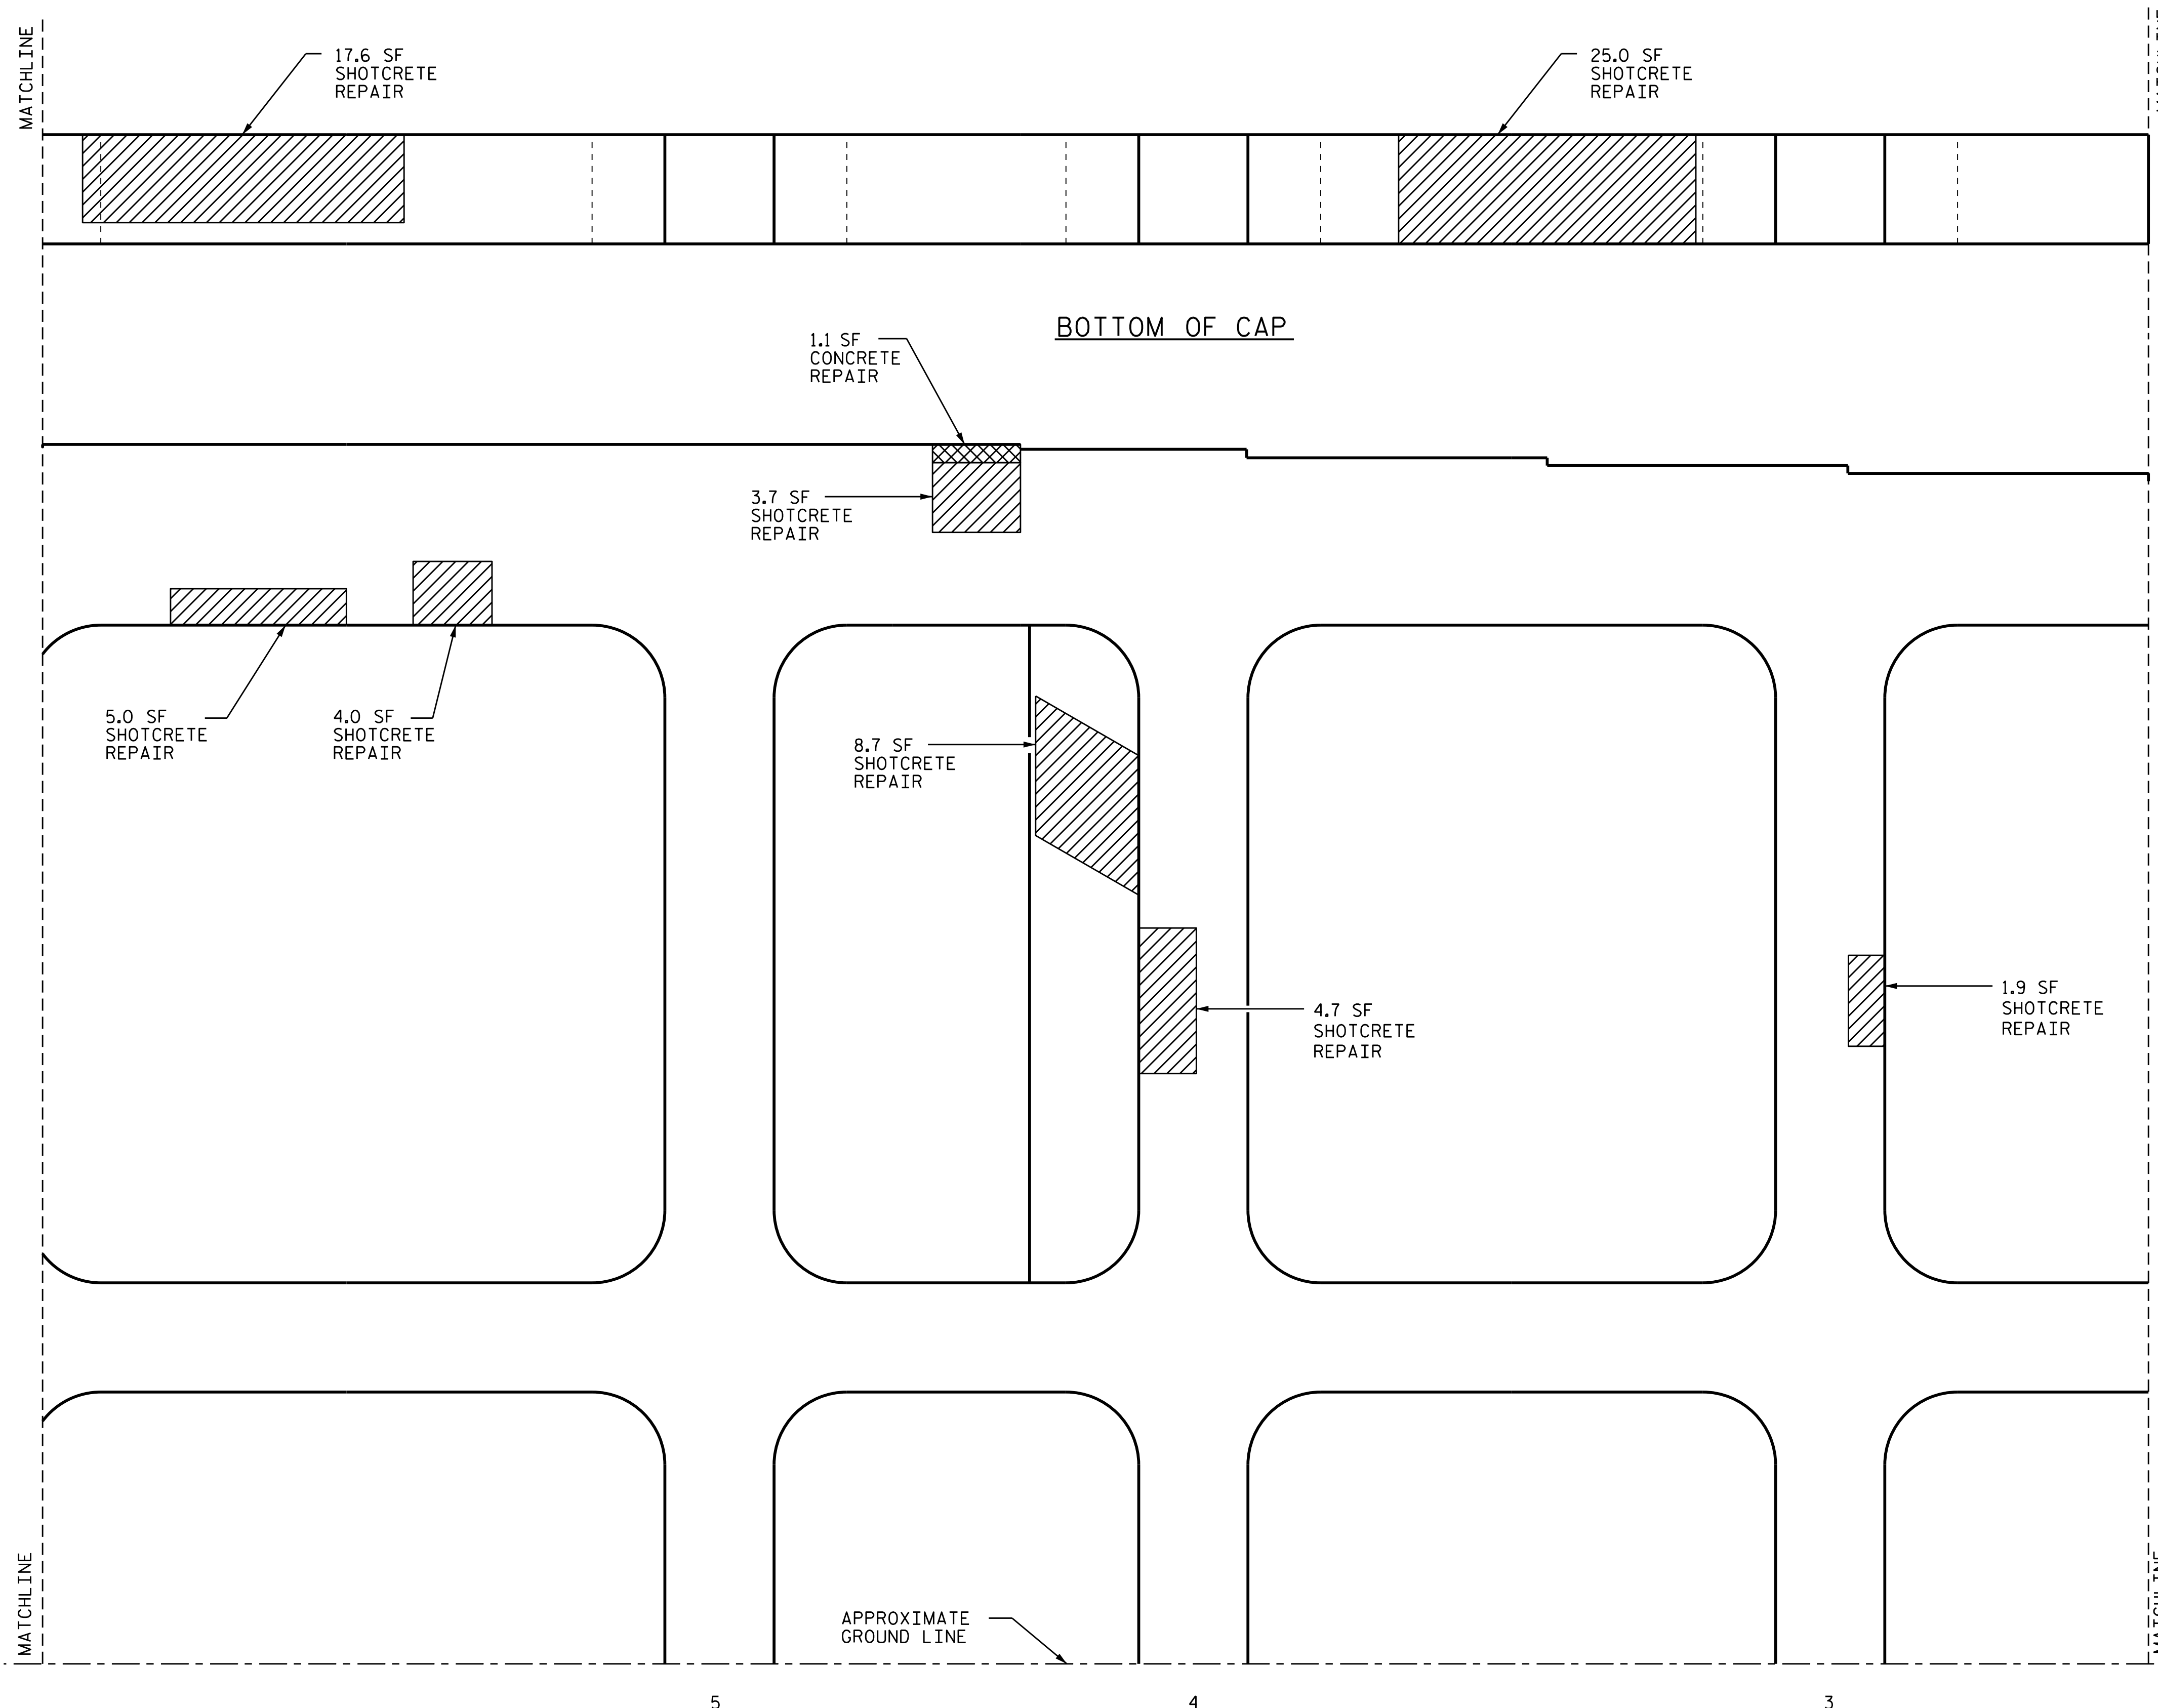 MATCHLINE
17.6 SF
SHOTCRETE
REPAIR
25.0 SF
SHOTCRETE
REPAIR
BOTTOM OF CAP
1.1 SF
CONCRETE
REPAIR
3.7 SF
SHOTCRETE
REPAIR
5.0 SF
SHOTCRETE
REPAIR
4.0 SF
SHOTCRETE
REPAIR
8.7 SF
SHOTCRETE
REPAIR
4.7 SF
SHOTCRETE
REPAIR
1.9 SF
SHOTCRETE
REPAIR
MATCHLINE
APPROXIMATE
GROUND LINE
MATCHLINE
5
4
3